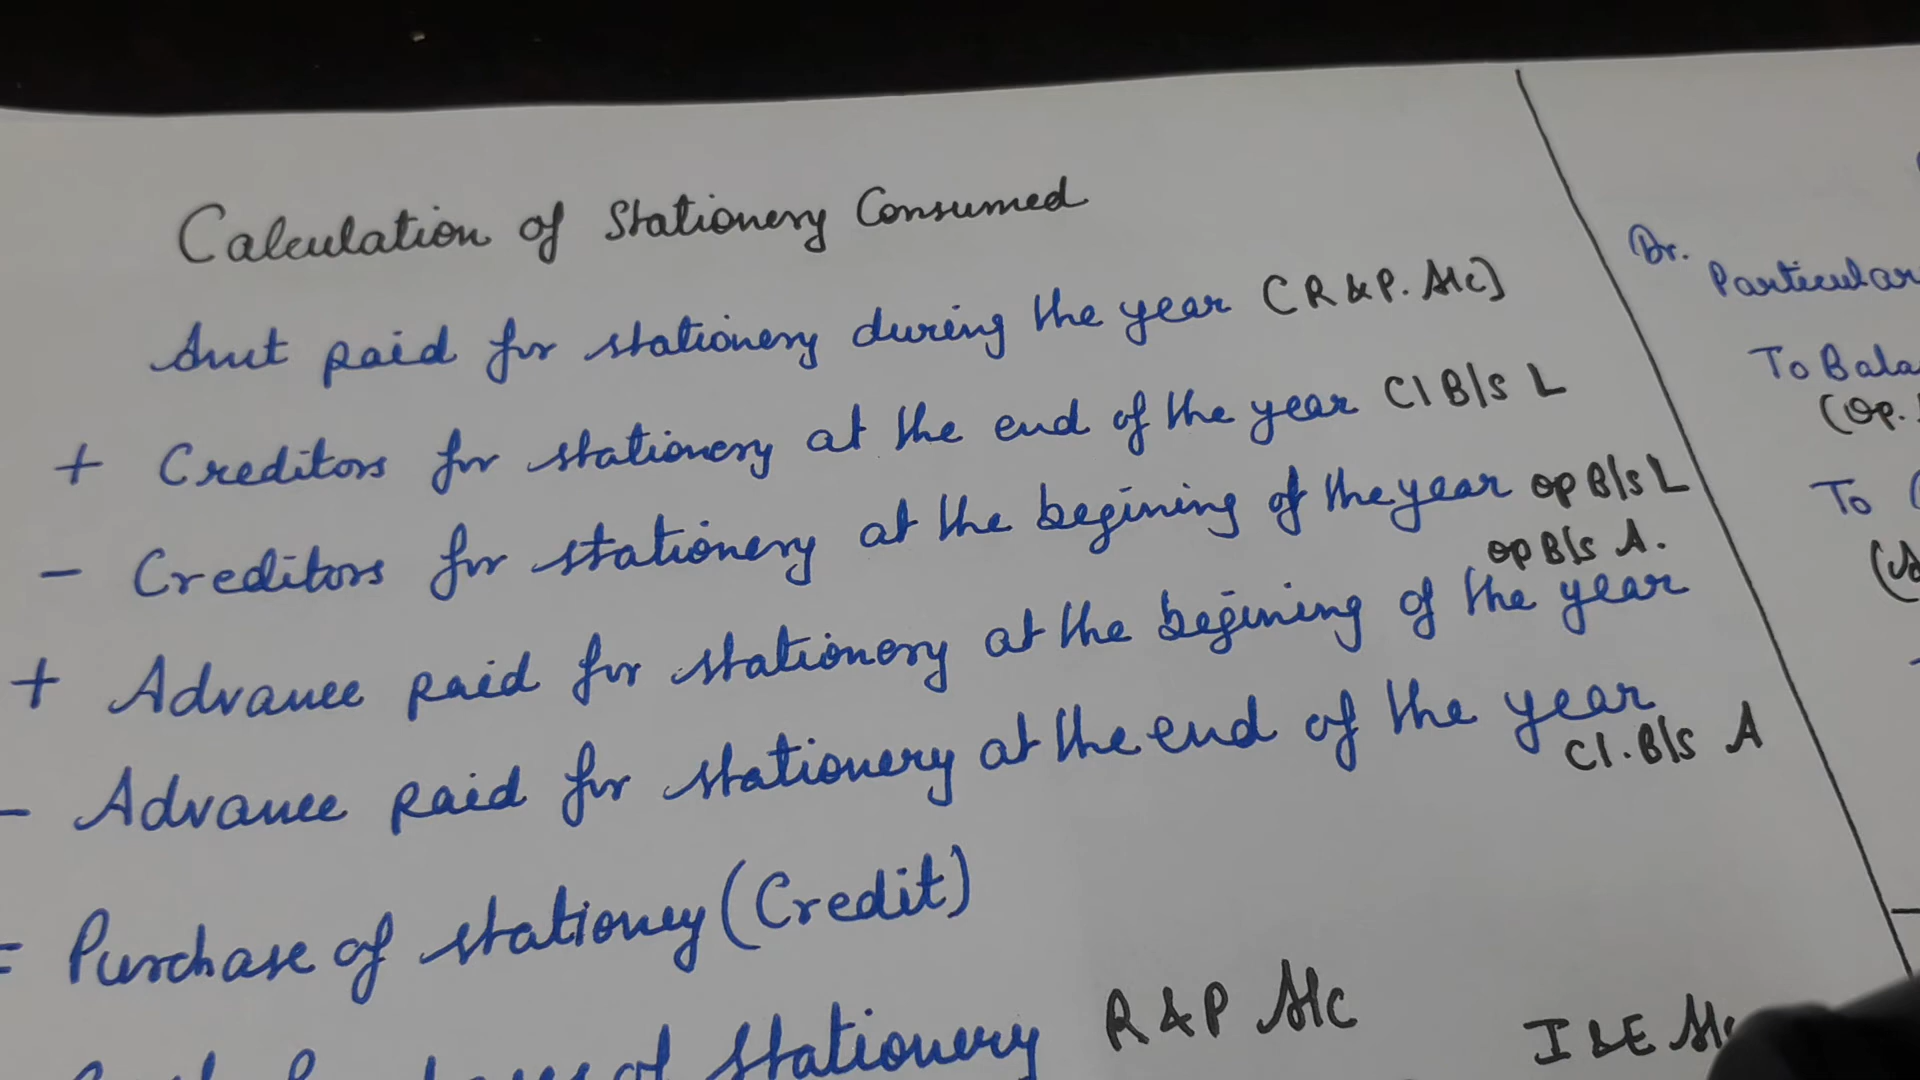 Calculation of Stationery Consumed
Amt paid for stationery during the year (R & P. A/c)
+ Creditors for stationery at the end of the year Cl B/s L
- Creditors for stationery at the begining of the year op B/s L
op B/s A.
+ Advance paid for stationery at the begining of the year
- Advance paid for stationery at the end of the year
Cl. B/s A
= Purchase of stationey (Credit)
of Stationery R & P A/c I & E A/c
Dr.
Particular
To Bala
(Op.
To